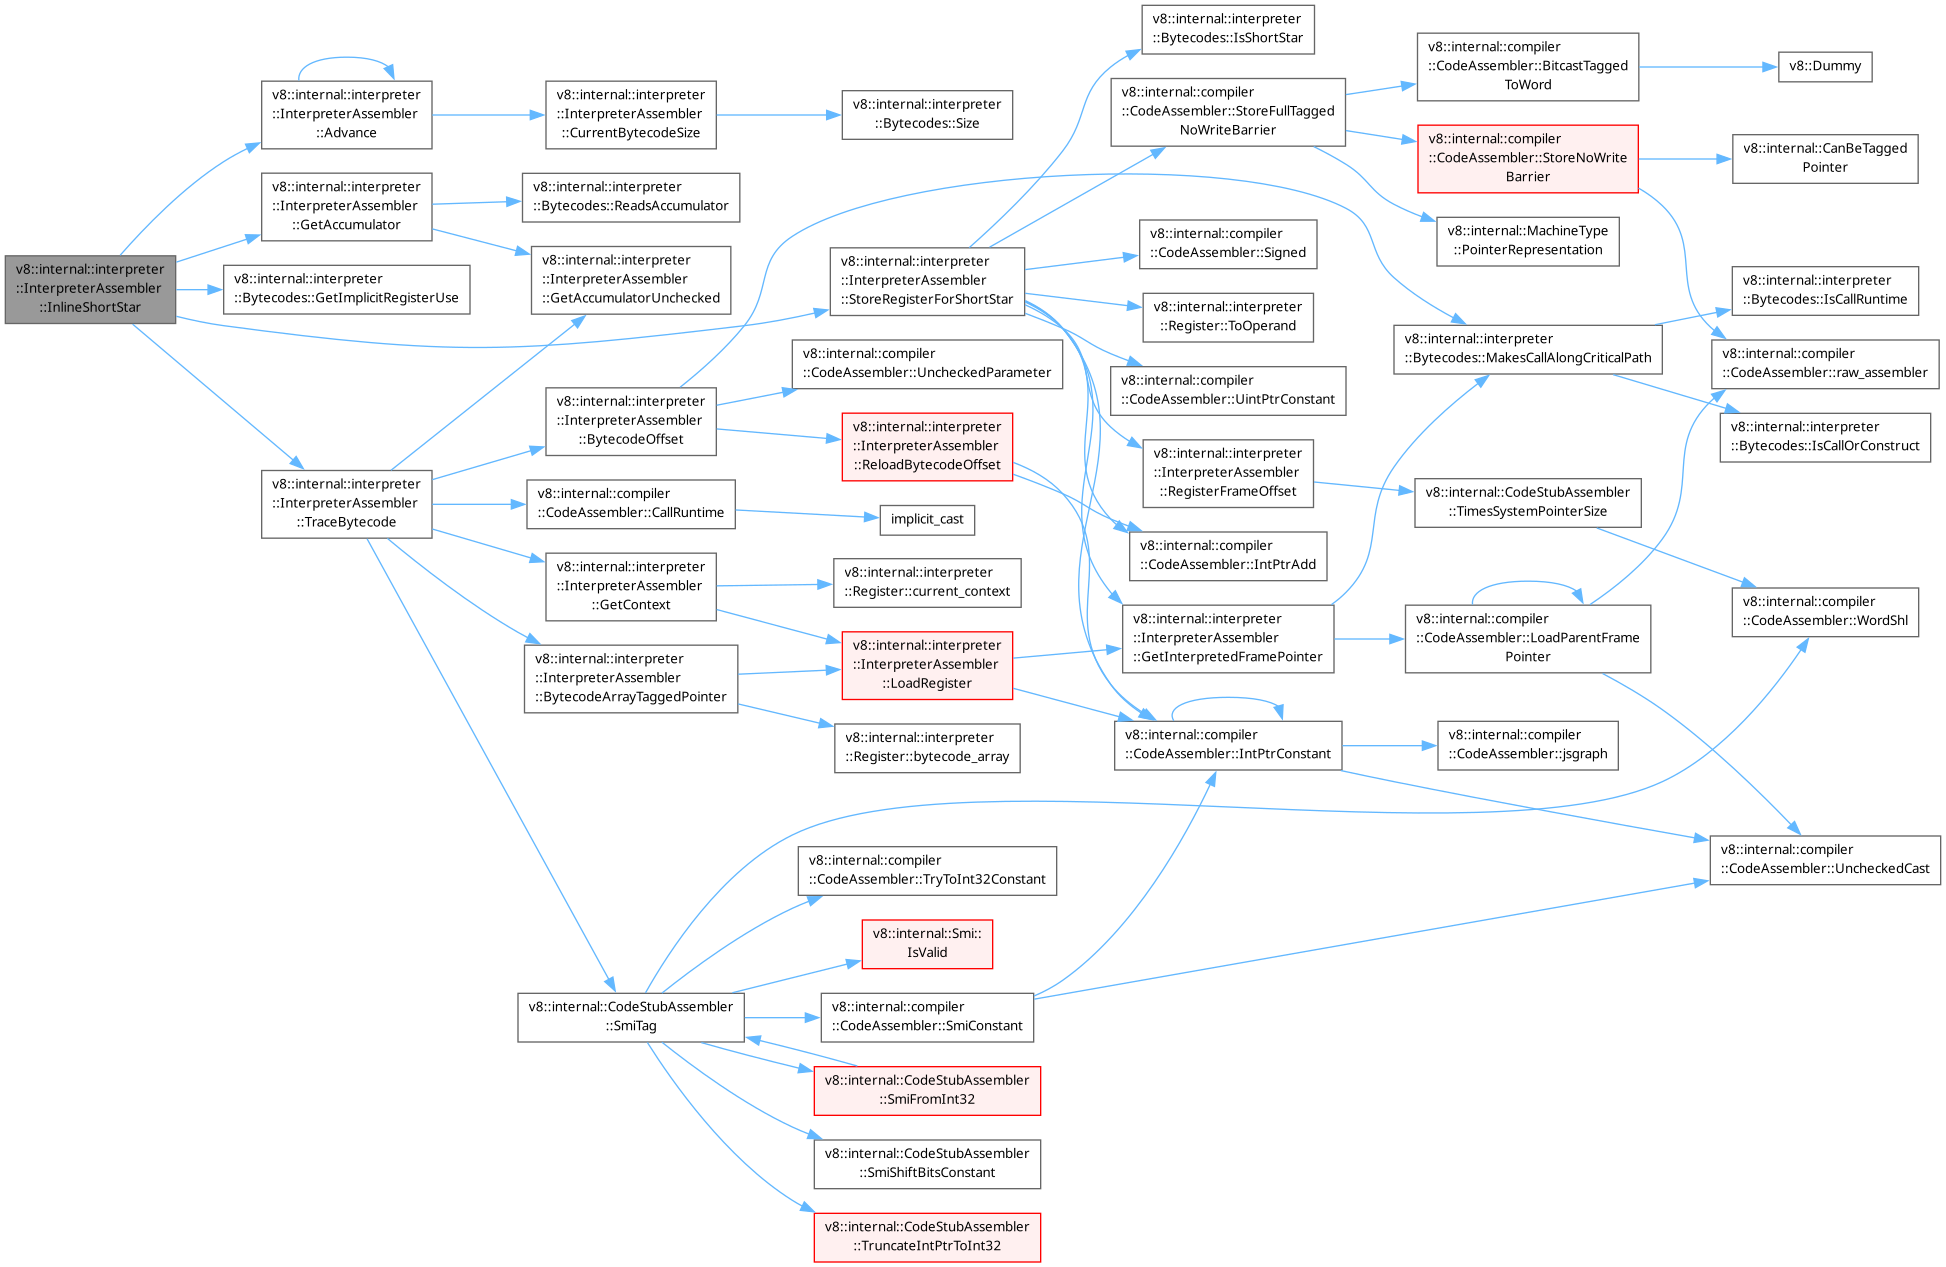 v8::internal::interpreter
::InterpreterAssembler
::InlineShortStar
v8::internal::interpreter
::InterpreterAssembler
::Advance
v8::internal::interpreter
::InterpreterAssembler
::GetAccumulator
v8::internal::interpreter
::Bytecodes::GetImplicitRegisterUse
v8::internal::interpreter
::InterpreterAssembler
::TraceBytecode
v8::internal::interpreter
::InterpreterAssembler
::CurrentBytecodeSize
v8::internal::interpreter
::Bytecodes::ReadsAccumulator
v8::internal::interpreter
::InterpreterAssembler
::GetAccumulatorUnchecked
v8::internal::interpreter
::InterpreterAssembler
::BytecodeOffset
v8::internal::compiler
::CodeAssembler::CallRuntime
v8::internal::interpreter
::InterpreterAssembler
::GetContext
v8::internal::interpreter
::InterpreterAssembler
::BytecodeArrayTaggedPointer
v8::internal::CodeStubAssembler
::SmiTag
v8::internal::interpreter
::Bytecodes::Size
v8::internal::interpreter
::InterpreterAssembler
::StoreRegisterForShortStar
v8::internal::compiler
::CodeAssembler::UncheckedParameter
v8::internal::interpreter
::InterpreterAssembler
::ReloadBytecodeOffset
implicit_cast
v8::internal::interpreter
::Register::current_context
v8::internal::interpreter
::InterpreterAssembler
::LoadRegister
v8::internal::interpreter
::Register::bytecode_array
v8::internal::compiler
::CodeAssembler::TryToInt32Constant
v8::internal::Smi::
IsValid
v8::internal::compiler
::CodeAssembler::SmiConstant
v8::internal::CodeStubAssembler
::SmiFromInt32
v8::internal::CodeStubAssembler
::SmiShiftBitsConstant
v8::internal::CodeStubAssembler
::TruncateIntPtrToInt32
v8::internal::interpreter
::Bytecodes::IsShortStar
v8::internal::compiler
::CodeAssembler::StoreFullTagged
NoWriteBarrier
v8::internal::compiler
::CodeAssembler::Signed
v8::internal::interpreter
::Register::ToOperand
v8::internal::compiler
::CodeAssembler::UintPtrConstant
v8::internal::interpreter
::InterpreterAssembler
::RegisterFrameOffset
v8::internal::compiler
::CodeAssembler::IntPtrAdd
v8::internal::interpreter
::InterpreterAssembler
::GetInterpretedFramePointer
v8::internal::compiler
::CodeAssembler::IntPtrConstant
v8::internal::compiler
::CodeAssembler::BitcastTagged
ToWord
v8::internal::compiler
::CodeAssembler::StoreNoWrite
Barrier
v8::internal::MachineType
::PointerRepresentation
v8::internal::interpreter
::Bytecodes::MakesCallAlongCriticalPath
v8::internal::CodeStubAssembler
::TimesSystemPointerSize
v8::internal::compiler
::CodeAssembler::LoadParentFrame
Pointer
v8::internal::compiler
::CodeAssembler::jsgraph
v8::Dummy
v8::internal::CanBeTagged
Pointer
v8::internal::interpreter
::Bytecodes::IsCallRuntime
v8::internal::compiler
::CodeAssembler::raw_assembler
v8::internal::interpreter
::Bytecodes::IsCallOrConstruct
v8::internal::compiler
::CodeAssembler::WordShl
v8::internal::compiler
::CodeAssembler::UncheckedCast